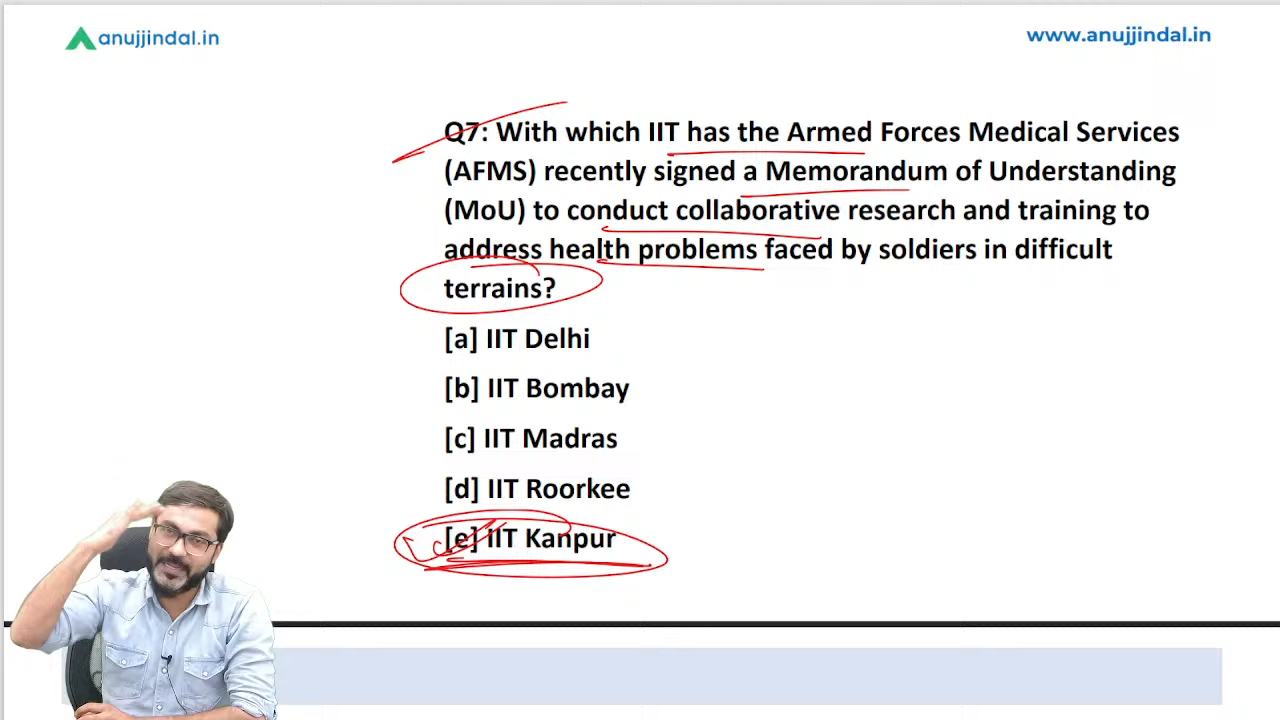 anujjindal.in
www.anujjindal.in
Q7: With which IIT has the Armed Forces Medical Services
(AFMS) recently signed a Memorandum of Understanding
(MoU) to conduct collaborative research and training to
address health problems faced by soldiers in difficult
terrains?
[a] IIT Delhi
[b] IIT Bombay
[c] IIT Madras
[d] IIT Roorkee
[e] IIT Kanpur